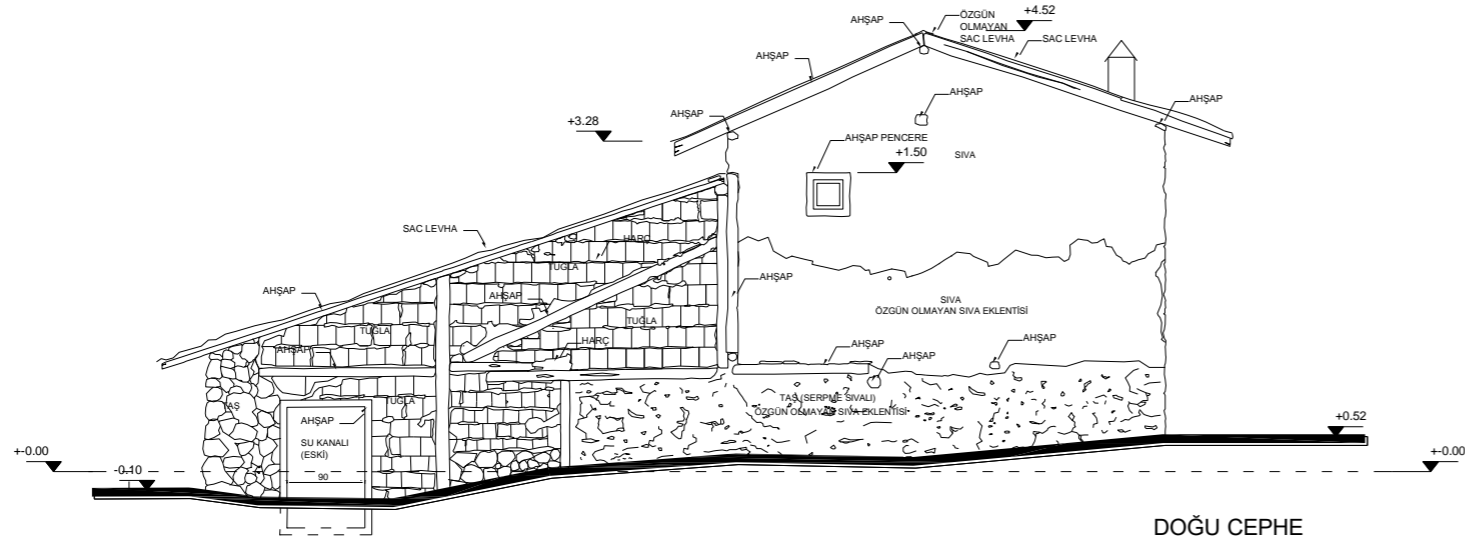 +4.52
AHŞAP
ÖZGÜN
OLMAYAN
SAC LEVHA
SAC LEVHA
AHŞAP
AHŞAP
AHŞAP
AHŞAP
+3.28
AHŞAP PENCERE
+1.50
SIVA
SAC LEVHA
HARÇ
TUĞLA
AHŞAP
AHŞAP
AHŞAP
SIVA
ÖZGÜN OLMAYAN SIVA EKLENTİSİ
TUĞLA
TUĞLA
HARÇ
AHŞAP
AHŞAP
AHŞAP
AHŞAP
TAŞ
TUĞLA
TAŞ (SERPME SIVALI)
ÖZGÜN OLMAYAN SIVA EKLENTİSİ
AHŞAP
SU KANALI
(ESKİ)
90
+0.52
+-0.00
-0.10
+-0.00
DOĞU CEPHE